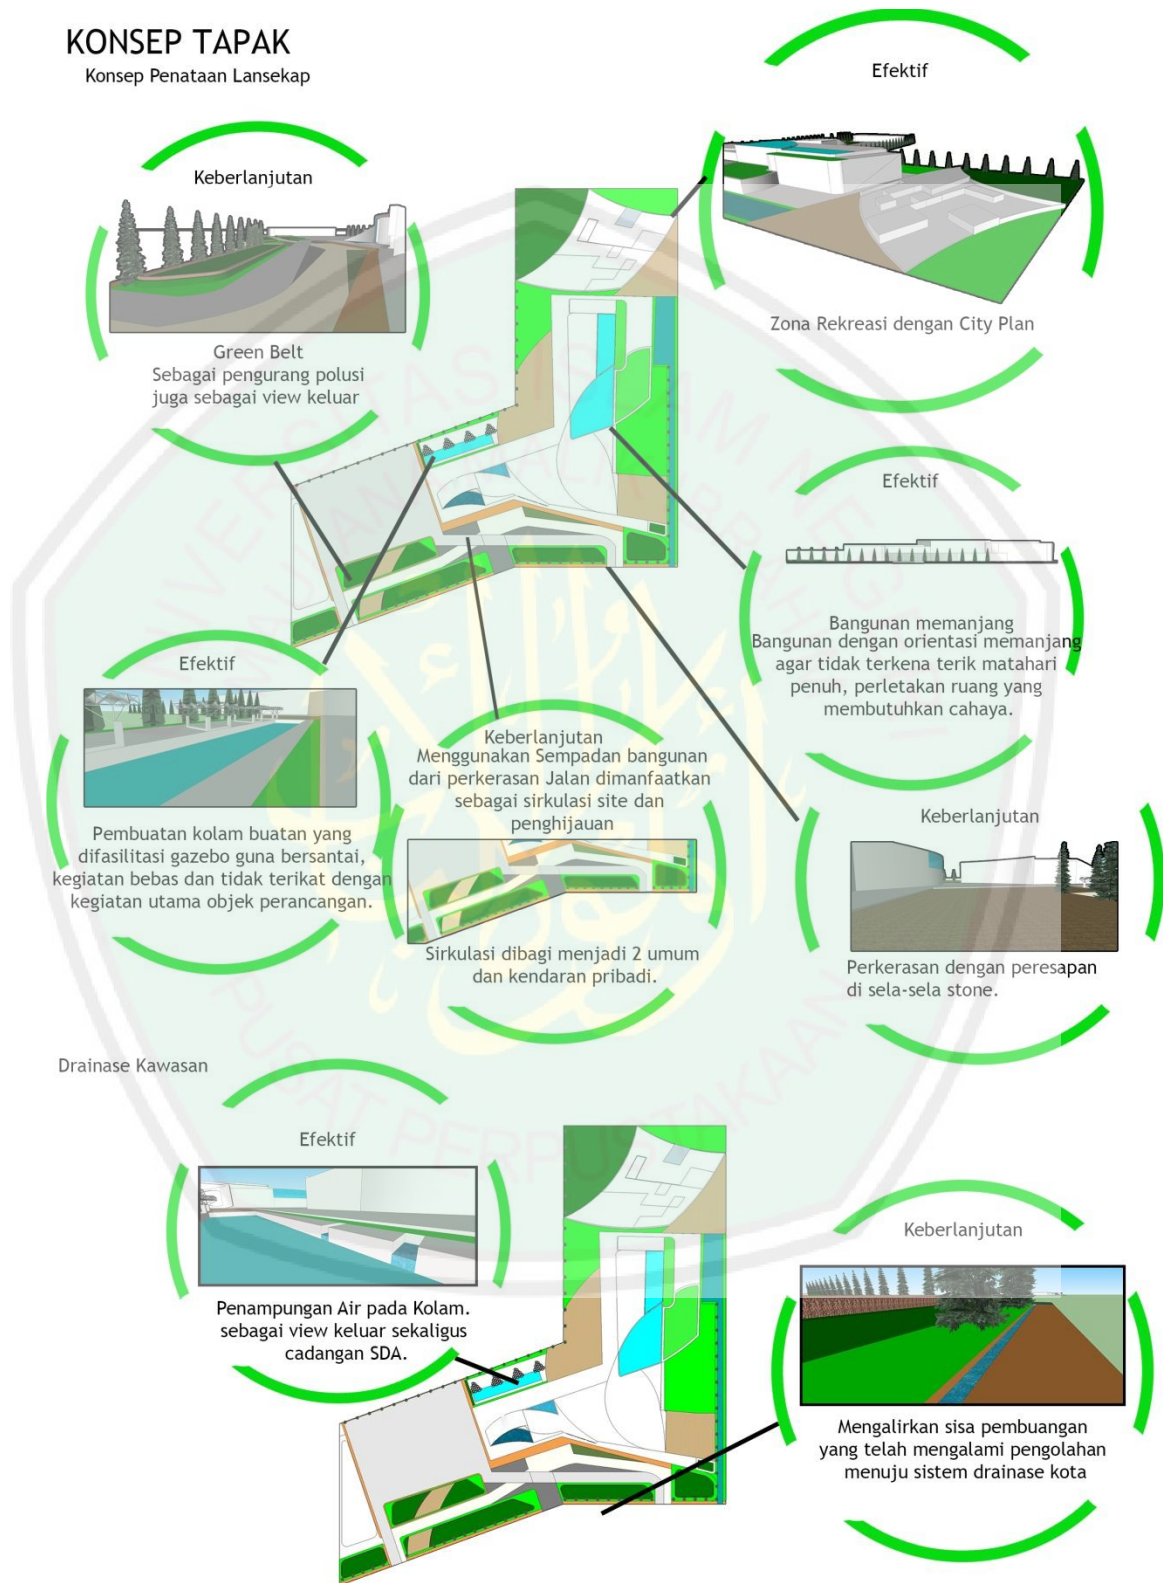 KONSEP TAPAK
Konsep Penataan Lansekap
Efektif
Zona Rekreasi dengan City Plan
Keberlanjutan
Green Belt
Sebagai pengurang polusi
juga sebagai view keluar
Efektif
Bangunan memanjang
Bangunan dengan orientasi memanjang
agar tidak terkena terik matahari
penuh, perletakan ruang yang
membutuhkan cahaya.
Efektif
Pembuatan kolam buatan yang
difasilitasi gazebo guna bersantai,
kegiatan bebas dan tidak terikat dengan
kegiatan utama objek perancangan.
Keberlanjutan
Menggunakan Sempadan bangunan
dari perkerasan Jalan dimanfaatkan
sebagai sirkulasi site dan
penghijauan
Sirkulasi dibagi menjadi 2 umum
dan kendaran pribadi.
Keberlanjutan
Perkerasan dengan peresapan
di sela-sela stone.
Drainase Kawasan
Efektif
Penampungan Air pada Kolam.
sebagai view keluar sekaligus
cadangan SDA.
Keberlanjutan
Mengalirkan sisa pembuangan
yang telah mengalami pengolahan
menuju sistem drainase kota
PUSAT PERPUSTAKAAN